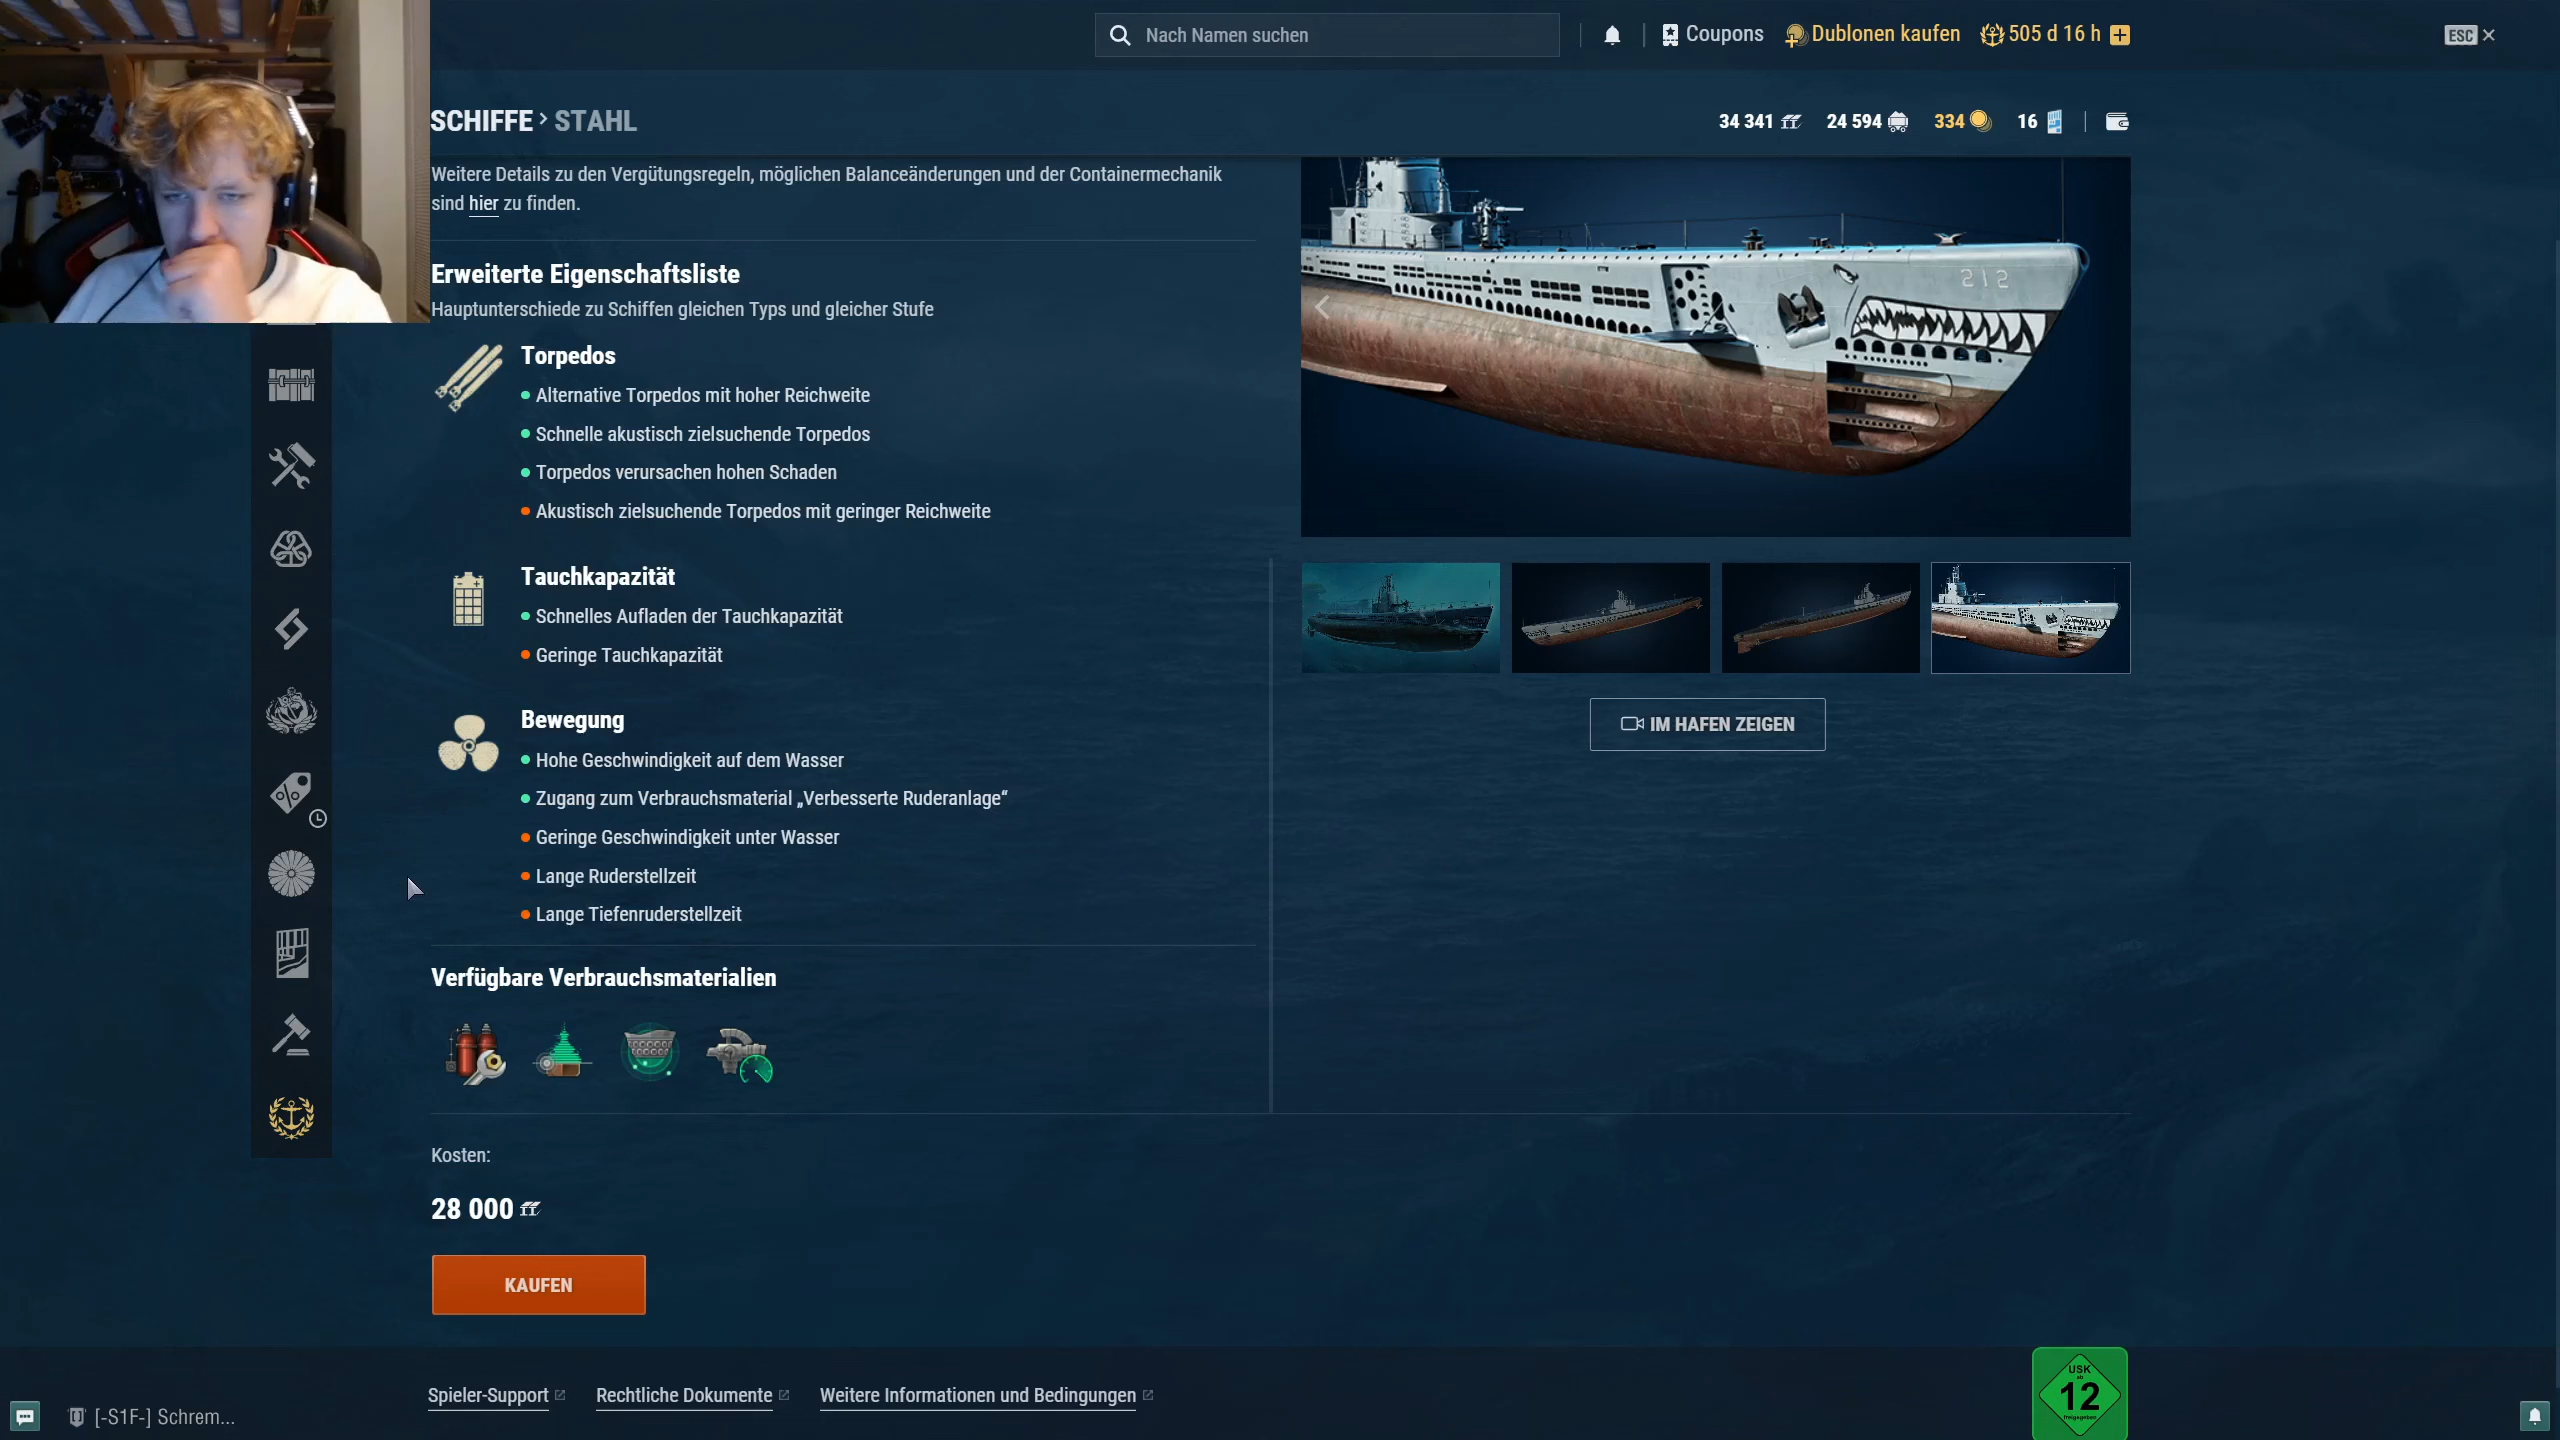 Nach Namen suchen
Coupons
Dublonen kaufen
505 d 16 h
ESC
SCHIFFE > STAHL
34 341
24 594
334
16
Weitere Details zu den Vergütungsregeln, möglichen Balanceänderungen und der Containermechanik
sind hier zu finden.
Erweiterte Eigenschaftsliste
Hauptunterschiede zu Schiffen gleichen Typs und gleicher Stufe
Torpedos
Alternative Torpedos mit hoher Reichweite
Schnelle akustisch zielsuchende Torpedos
Torpedos verursachen hohen Schaden
Akustisch zielsuchende Torpedos mit geringer Reichweite
Tauchkapazität
Schnelles Aufladen der Tauchkapazität
Geringe Tauchkapazität
Bewegung
Hohe Geschwindigkeit auf dem Wasser
Zugang zum Verbrauchsmaterial „Verbesserte Ruderanlage“
Geringe Geschwindigkeit unter Wasser
Lange Ruderstellzeit
Lange Tiefenruderstellzeit
Verfügbare Verbrauchsmaterialien
Kosten:
28 000
KAUFEN
212
IM HAFEN ZEIGEN
Spieler-Support
Rechtliche Dokumente
Weitere Informationen und Bedingungen
[-S1F-] Schrem...
USK
ab
12
freigegeben